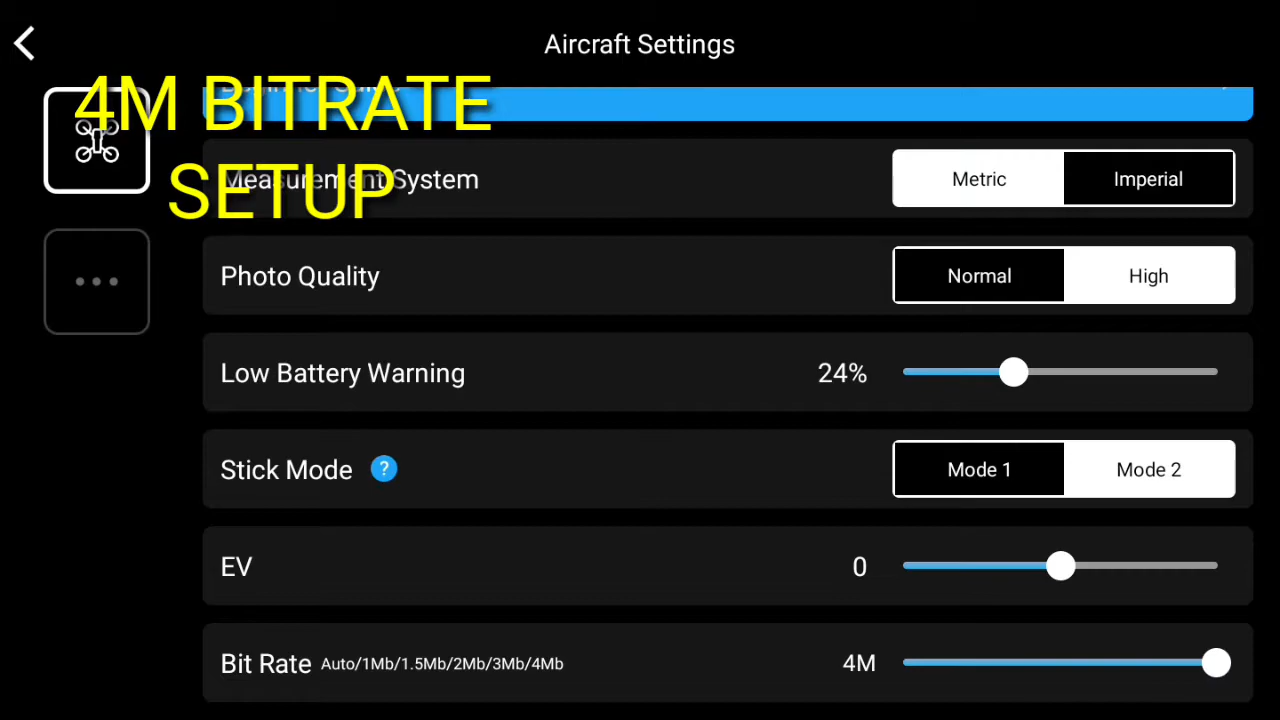 Aircraft Settings
4M BITRATE
SETUP
Measurement System
Metric
Imperial
Photo Quality
Normal
High
Low Battery Warning
24%
Stick Mode ?
Mode 1
Mode 2
EV
0
Bit Rate Auto/1Mb/1.5Mb/2Mb/3Mb/4Mb
4M